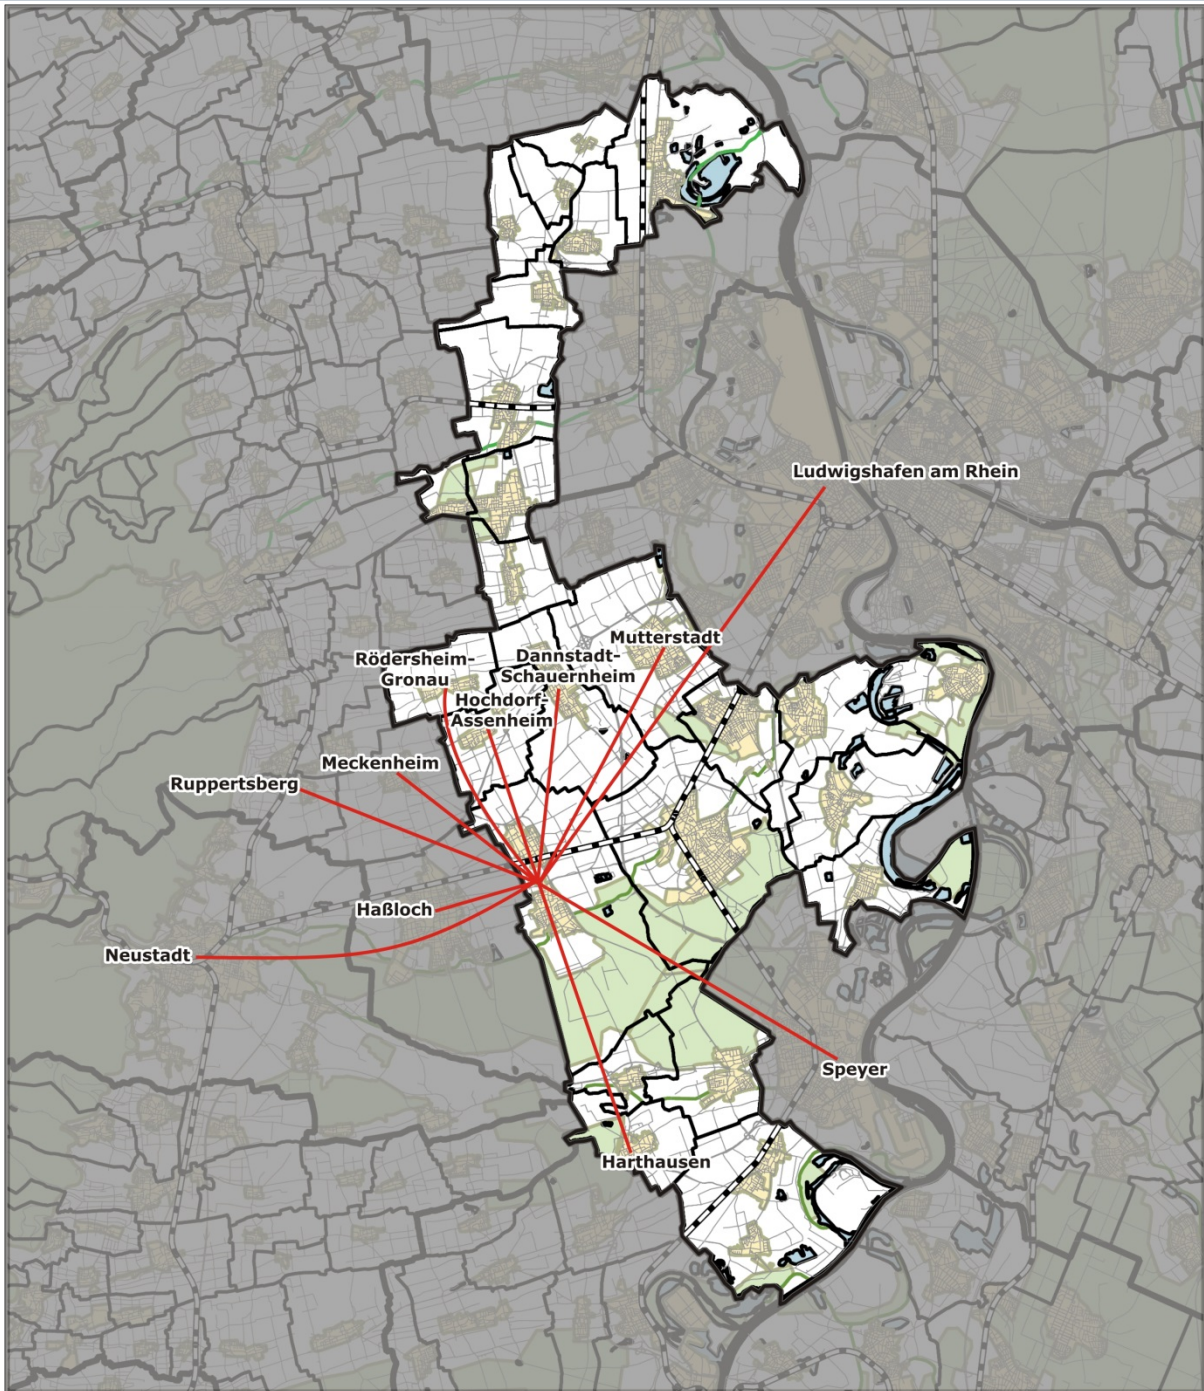 Ludwigshafen am Rhein
Mutterstadt
Rödersheim-
Gronau
Dannstadt-
Schauernheim
Hochdorf-
Assenheim
Meckenheim
Ruppertsberg
Haßloch
Neustadt
Speyer
Harthausen